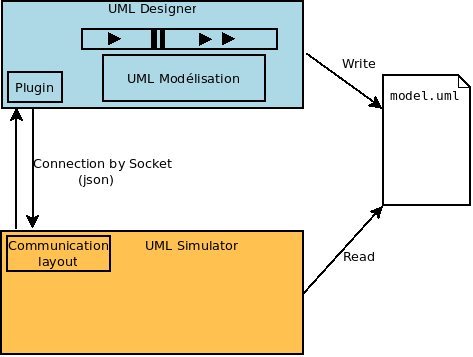 UML Designer
UML Modélisation
Plugin
Write
model.uml
Connection by Socket
(json)
Communication
layout
UML Simulator
Read